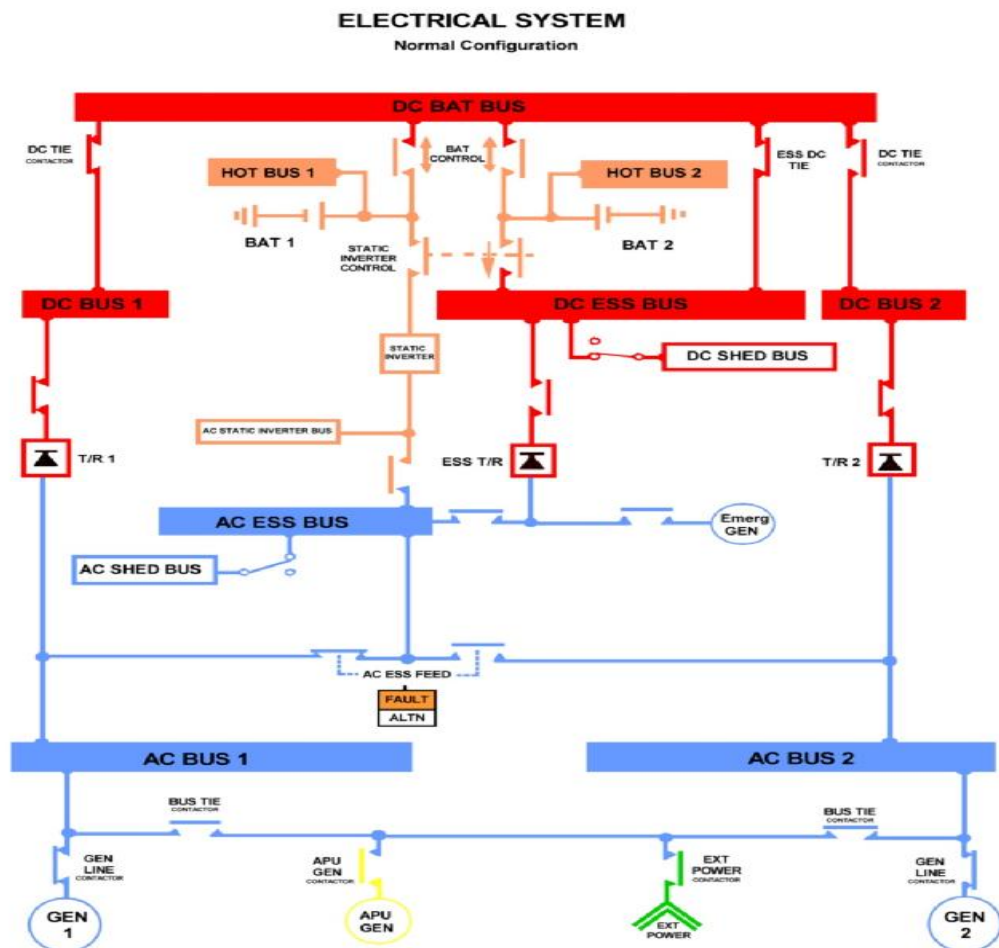 ELECTRICAL SYSTEM
Normal Configuration
DC BAT BUS
DC TIE
CONTACTOR
BAT
CONTROL
ESS DC
TIE
DC TIE
CONTACTOR
HOT BUS 1
HOT BUS 2
BAT 1
BAT 2
STATIC
INVERTER
CONTROL
DC BUS 1
DC ESS BUS
DC BUS 2
STATIC
INVERTER
DC SHED BUS
AC STATIC INVERTER BUS
T/R 1
ESS T/R
T/R 2
AC ESS BUS
Emerg
GEN
AC SHED BUS
AC ESS FEED
FAULT
ALTN
AC BUS 1
AC BUS 2
BUS TIE
CONTACTOR
BUS TIE
CONTACTOR
GEN
LINE
CONTACTOR
APU
GEN
CONTACTOR
EXT
POWER
CONTACTOR
GEN
LINE
CONTACTOR
GEN
1
APU
GEN
EXT
POWER
GEN
2